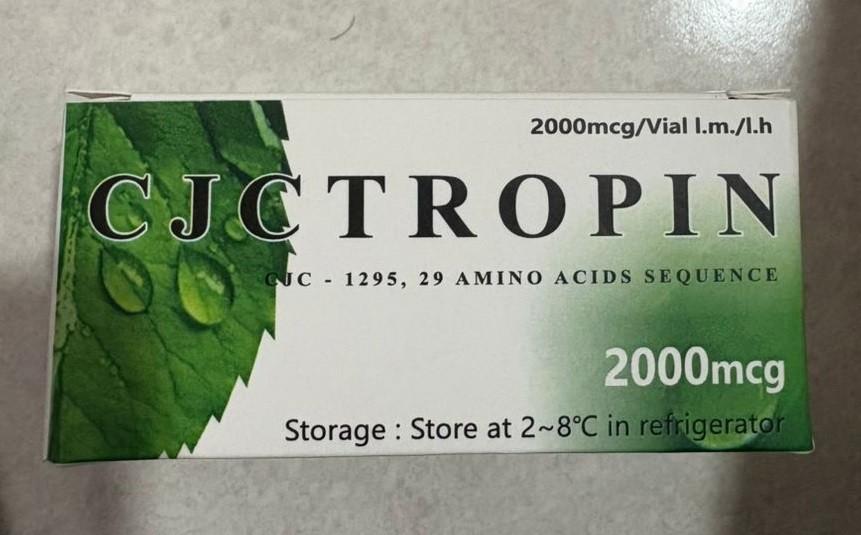 2000mcg/Vial I.m./I.h
CJCTROPIN
CJC - 1295, 29 AMINO ACIDS SEQUENCE
2000mcg
Storage : Store at 2~8℃ in refrigerator